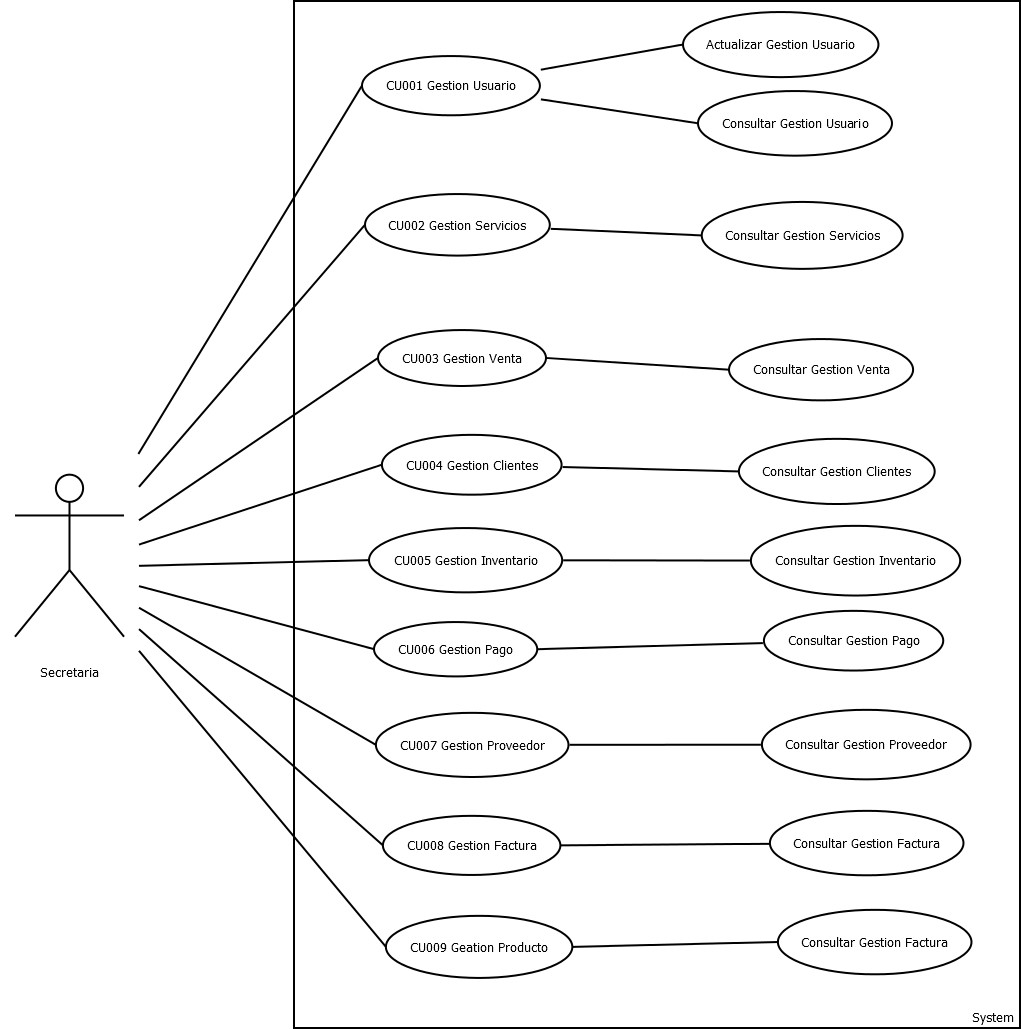 Actualizar Gestion Usuario
CU001 Gestion Usuario
Consultar Gestion Usuario
CU002 Gestion Servicios
Consultar Gestion Servicios
CU003 Gestion Venta
Consultar Gestion Venta
CU004 Gestion Clientes
Consultar Gestion Clientes
CU005 Gestion Inventario
Consultar Gestion Inventario
CU006 Gestion Pago
Consultar Gestion Pago
Secretaria
CU007 Gestion Proveedor
Consultar Gestion Proveedor
CU008 Gestion Factura
Consultar Gestion Factura
CU009 Geation Producto
Consultar Gestion Factura
System